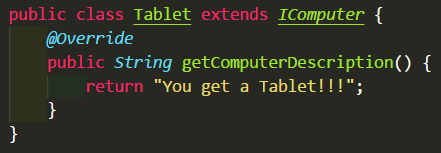 public class Tablet extends IComputer {
    @Override
    public String getComputerDescription() {
        return "You get a Tablet!!!";
    }
}